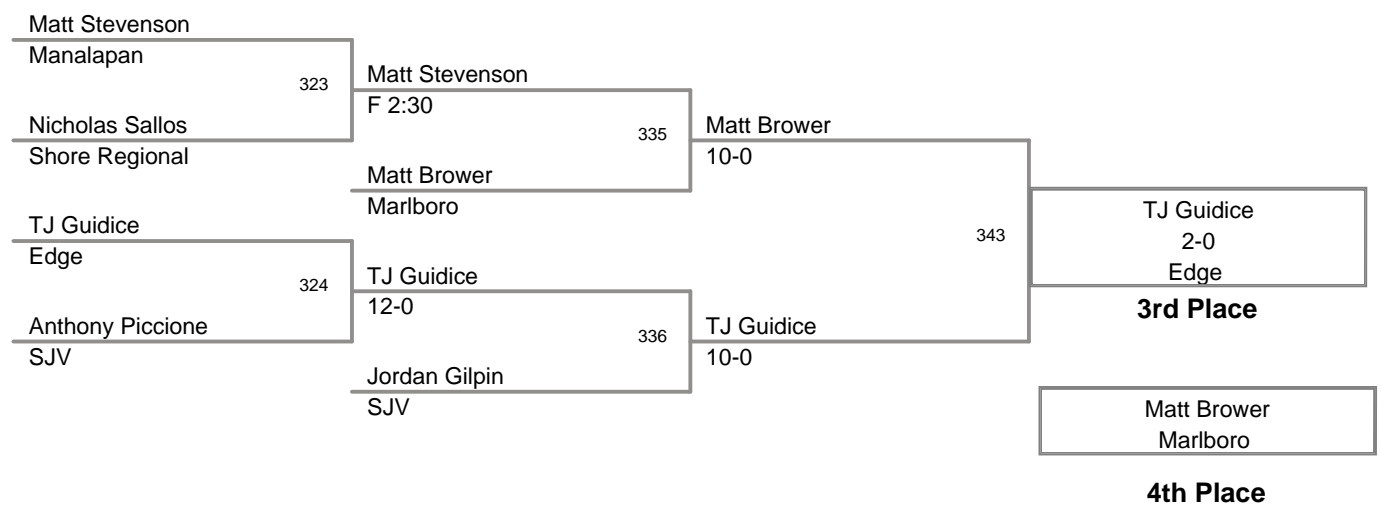 Matt Stevenson
Manalapan
323
Nicholas Sallos
Shore Regional
TJ Guidice
Edge
324
Anthony Piccione
SJV
Matt Stevenson
F 2:30
335
Matt Brower
Marlboro
TJ Guidice
12-0
336
Jordan Gilpin
SJV
Matt Brower
10-0
343
TJ Guidice
10-0
TJ Guidice
2-0
Edge
3rd Place
Matt Brower
Marlboro
4th Place